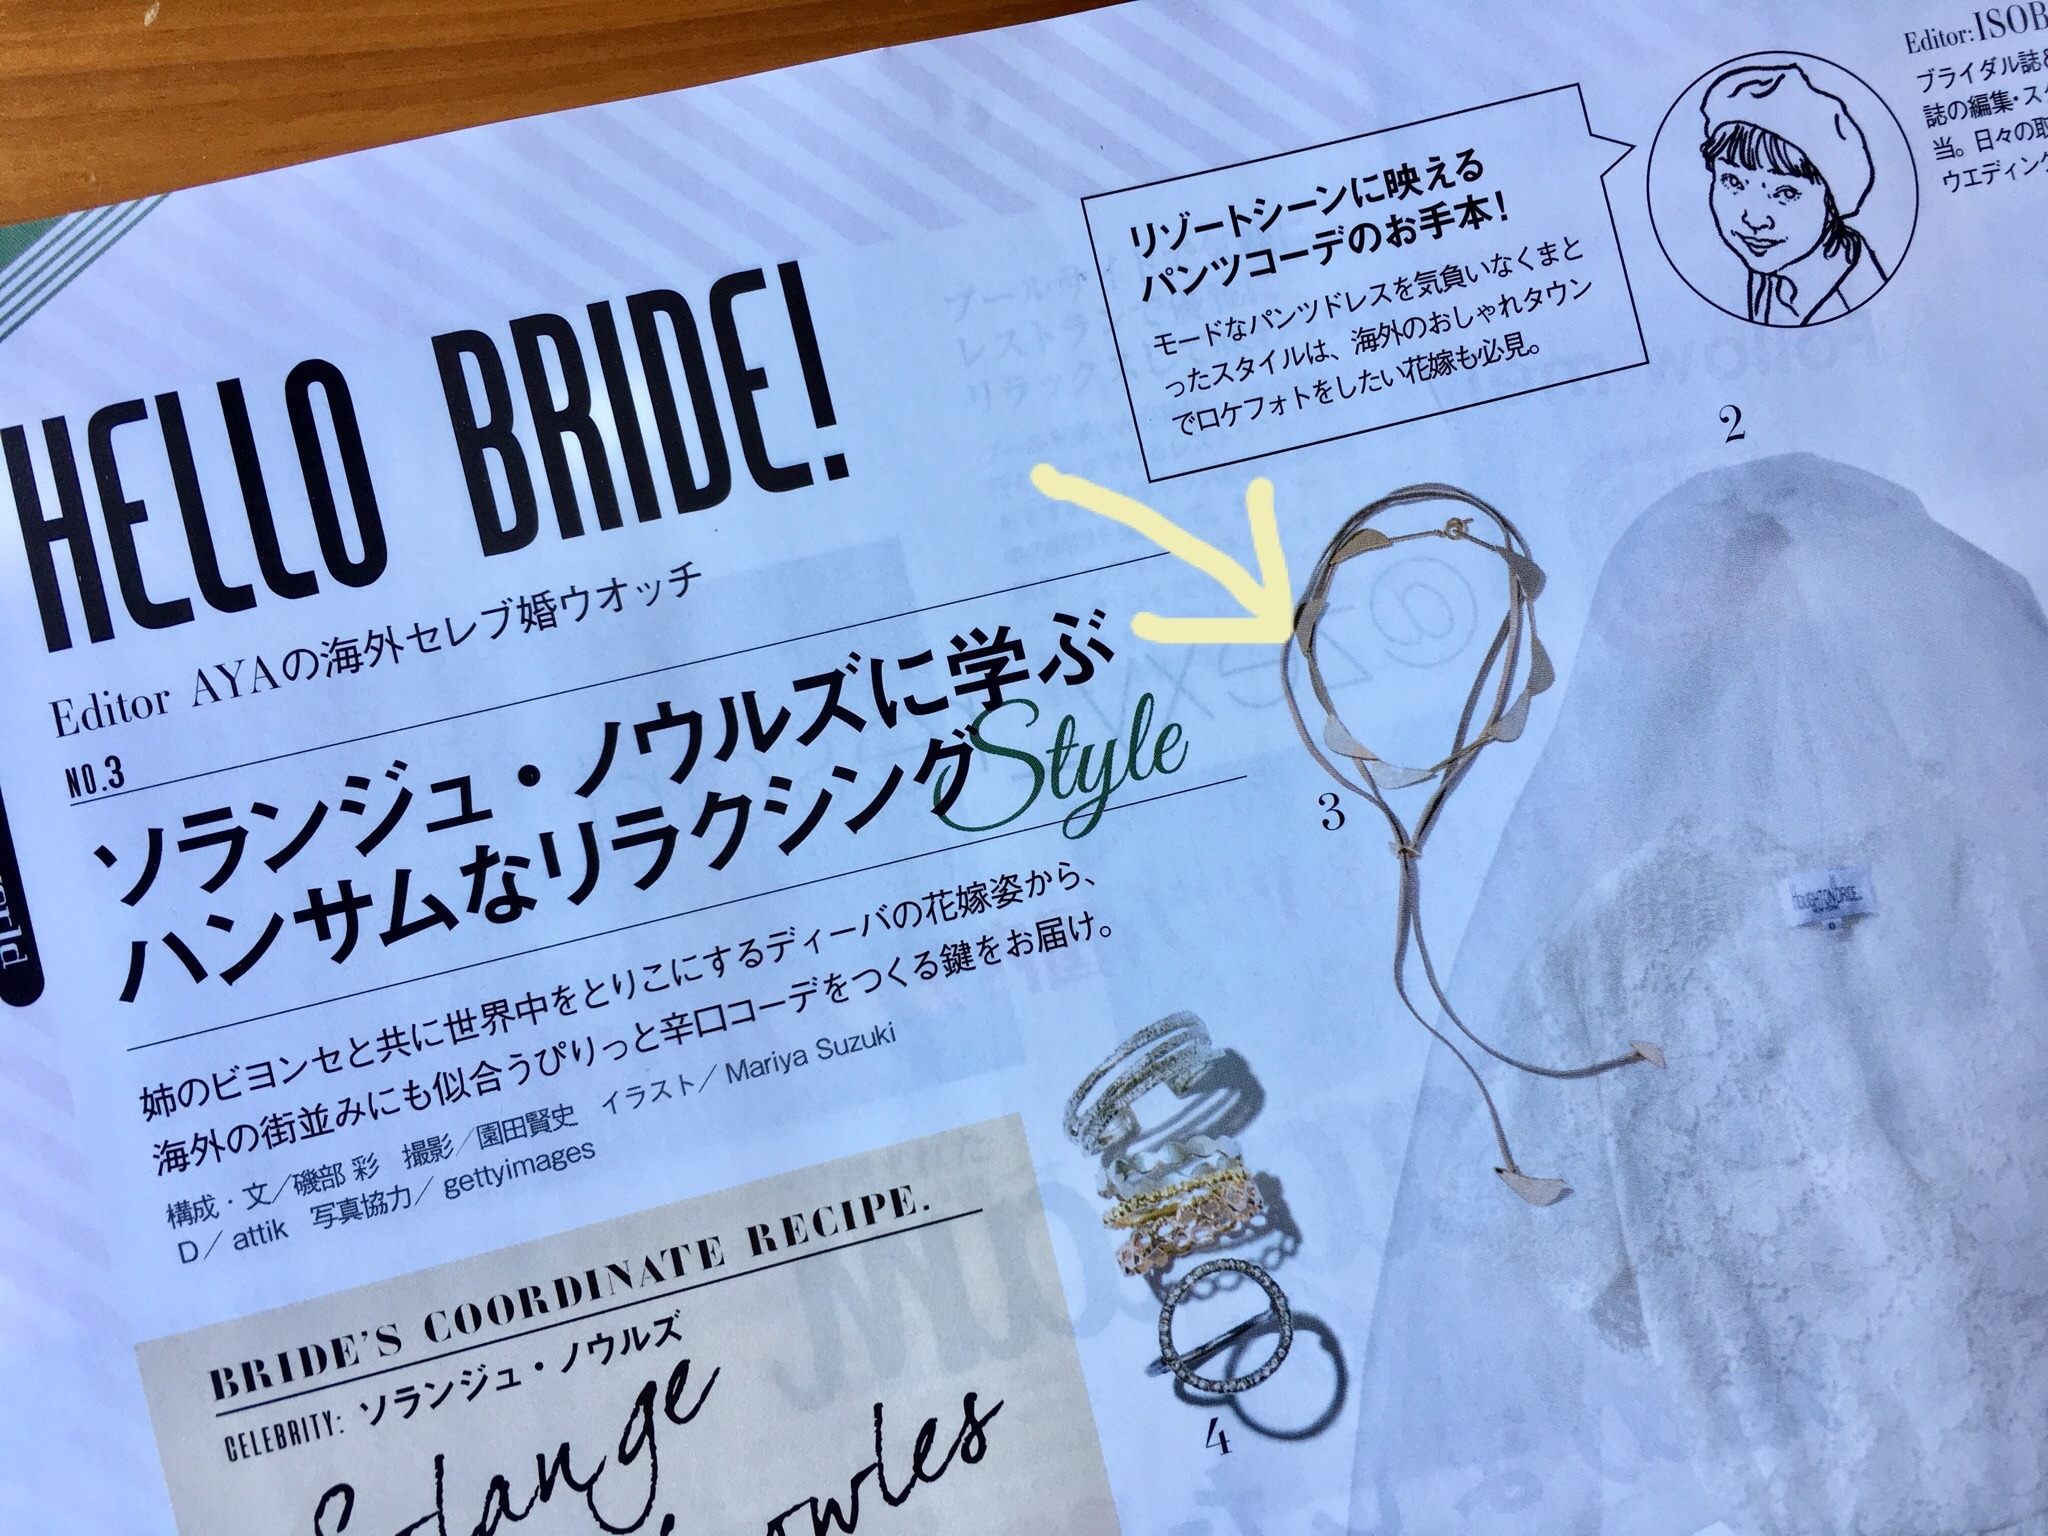 Editor:
ブライダル誌
誌の編集・ス
当。日々の取
ウエディング
リゾートシーンに映える
パンツコーデのお手本!
モードなパンツドレスを気負いなくまと
ったスタイルは、海外のおしゃれタウン
でロケフォトをしたい花嫁も必見。
HELLO BRIDE!
Editor AYAの海外セレブ婚ウオッチ
NO.3
ソランジュ・ノウルズに学ぶ
ハンサムなリラクシング Style
姉のビヨンセと共に世界中をとりこにするディーバの花嫁姿から、
海外の街並みにも似合うぴりっと辛口コーデをつくる鍵をお届け。
構成・文/磯部 彩 撮影/園田賢史 イラスト/Mariya Suzuki
D/attik 写真協力/gettyimages
BRIDE'S COORDINATE RECIPE.
CELEBRITY: ソランジュ・ノウルズ
Solange
2
3
4